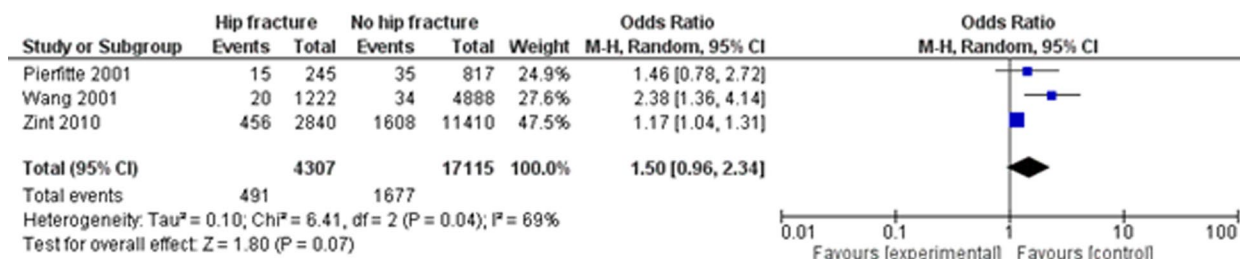 Hip fracture No hip fracture Odds Ratio Odds Ratio
Study or Subgroup Events Total Events Total Weight M-H, Random, 95% CI M-H, Random, 95% CI
Pierfitte 2001 15 245 35 817 24.9% 1.46 [0.78, 2.72]
Wang 2001 20 1222 34 4888 27.6% 2.38 [1.36, 4.14]
Zint 2010 456 2840 1608 11410 47.5% 1.17 [1.04, 1.31]
Total (95% CI) 4307 17115 100.0% 1.50 [0.96, 2.34]
Total events 491 1677
Heterogeneity: Tau² = 0.10; Chi² = 6.41, df = 2 (P = 0.04); I² = 69%
Test for overall effect: Z = 1.80 (P = 0.07)
0.01 0.1 1 10 100
Favours [experimental] Favours [control]